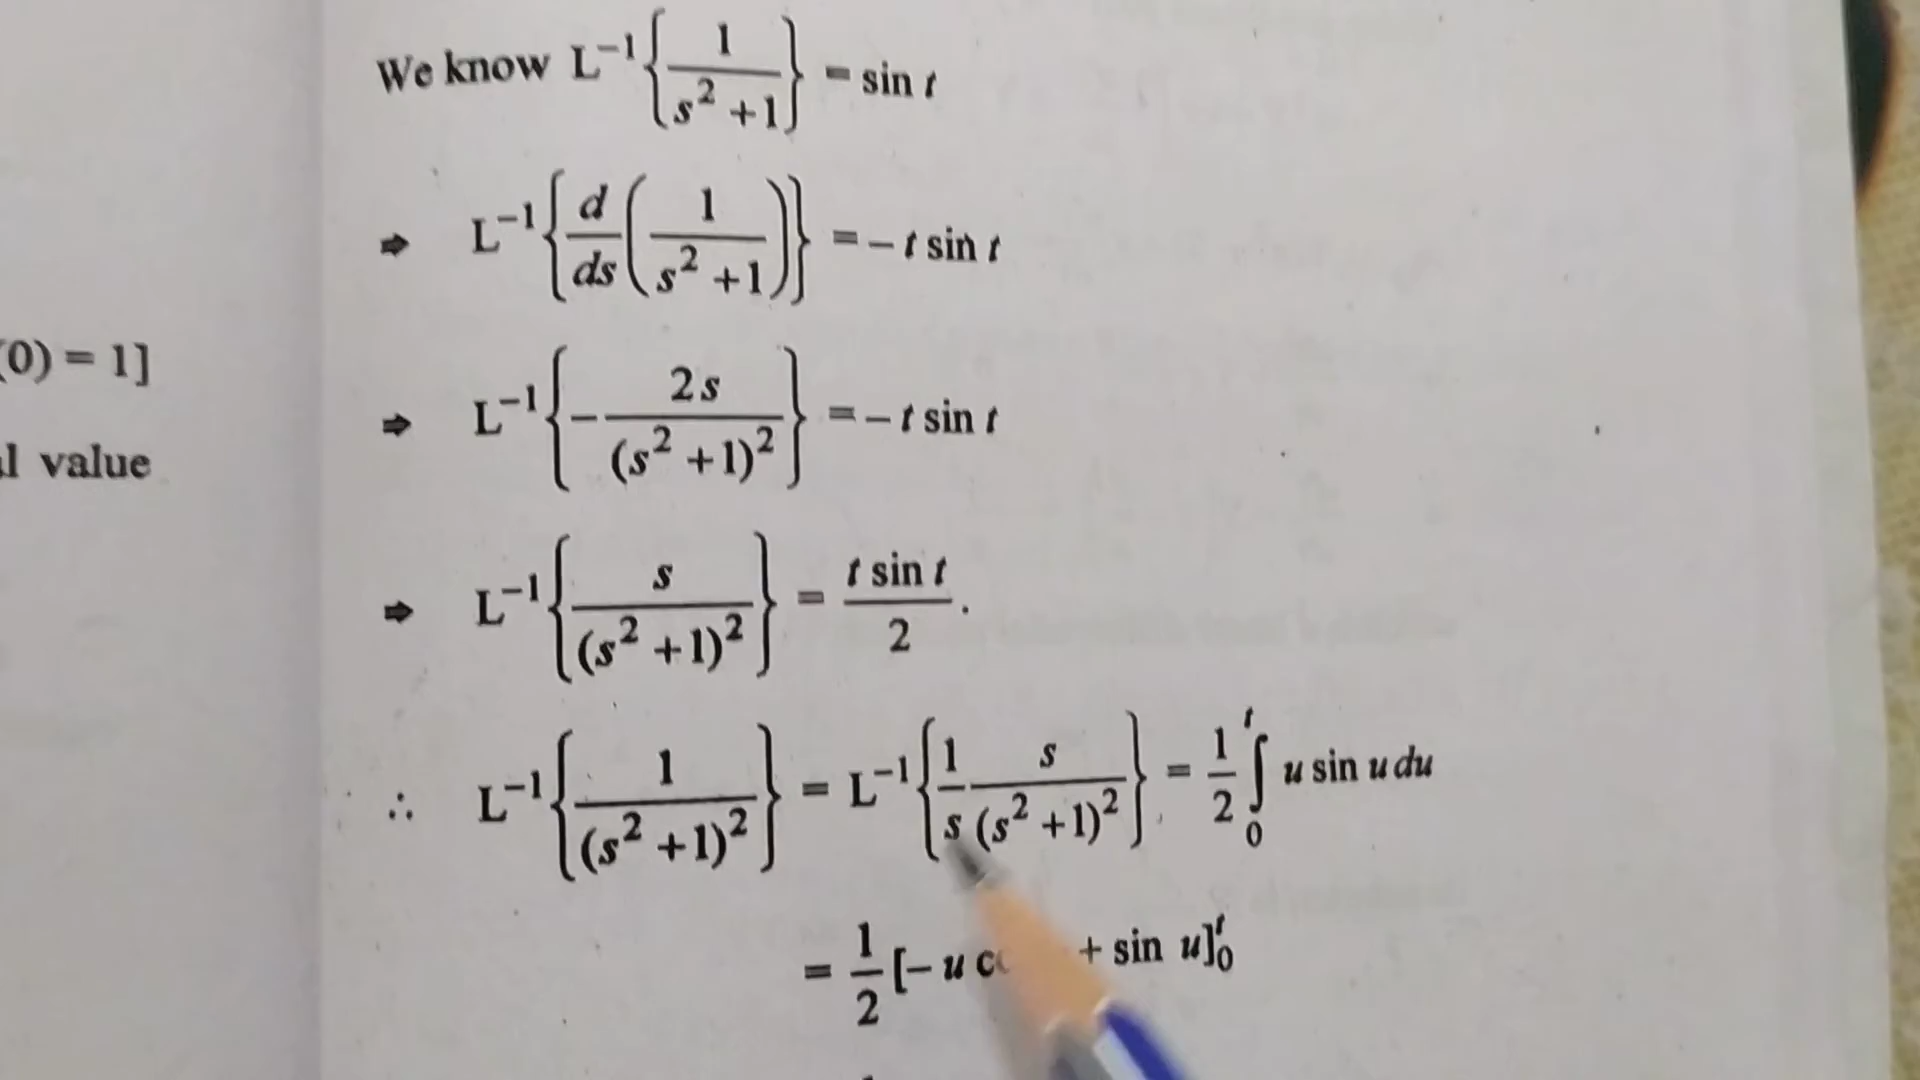 We know L⁻¹{1/(s² + 1)} = sin t
⇒ L⁻¹{d/ds (1/(s² + 1))} = – t sin t
(0) = 1]
⇒ L⁻¹{– 2s/(s² + 1)²} = – t sin t
value
⇒ L⁻¹{s/(s² + 1)²} = t sin t/2 .
∴ L⁻¹{1/(s² + 1)²} = L⁻¹{1/s s/(s² + 1)²} = 1/2 ∫₀ᵗ u sin u du
= 1/2 [– u + sin u]₀ᵗ